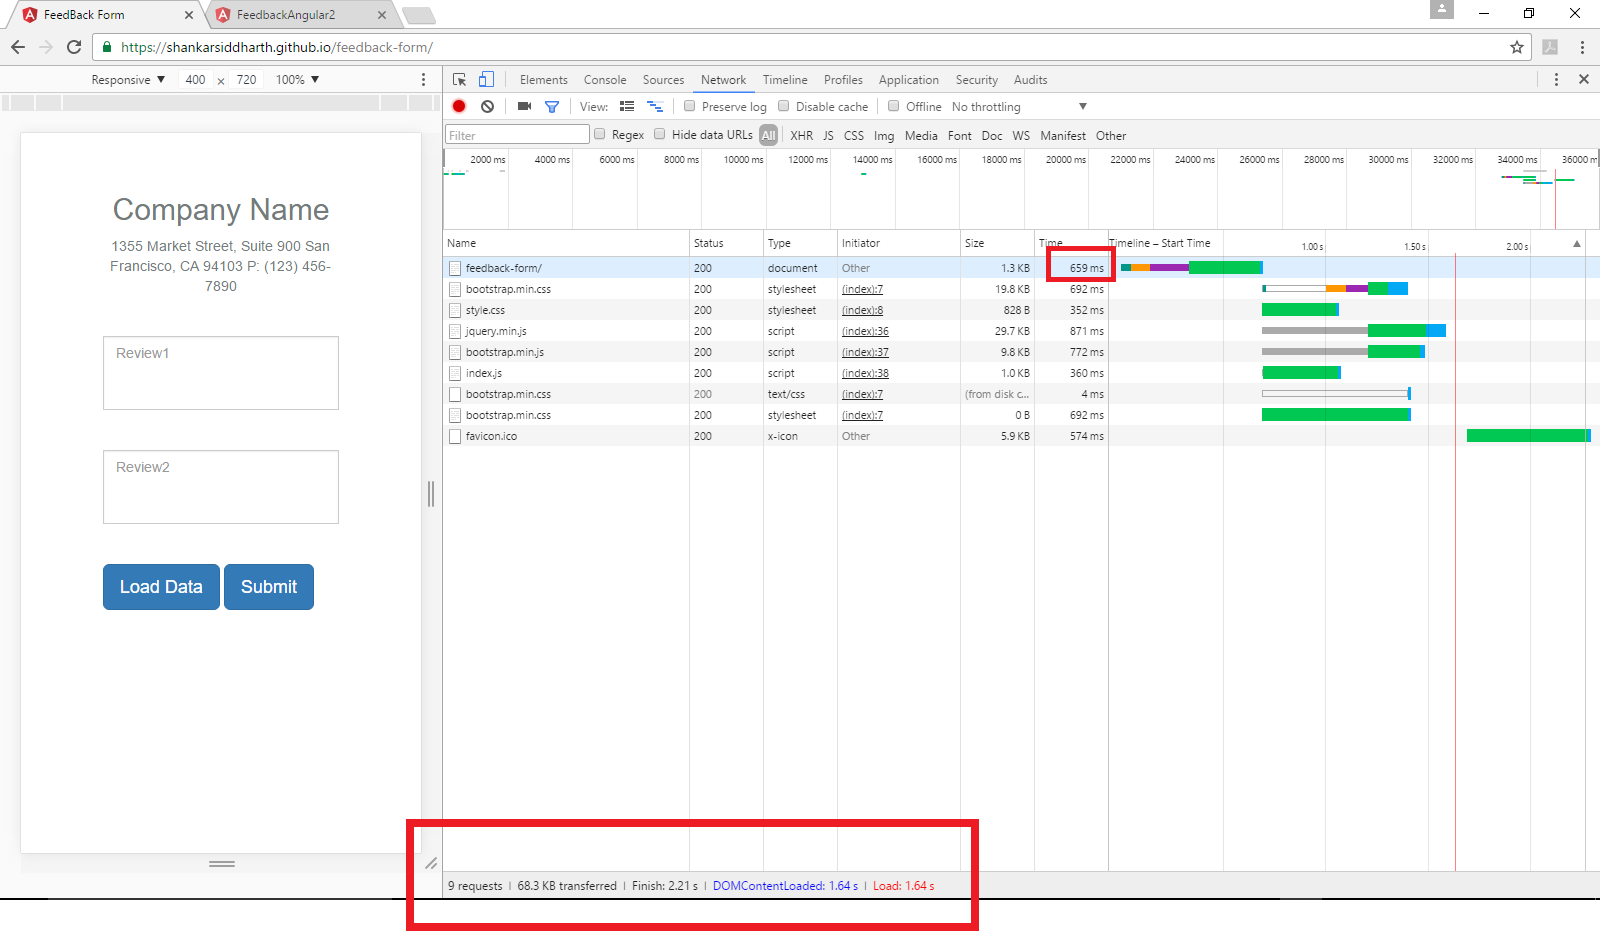 FeedBack Form
FeedbackAngular2
https://shankarsiddharth.github.io/feedback-form/
Responsive ▼ 400 × 720 100% ▼
Elements Console Sources Network Timeline Profiles Application Security Audits
View: Preserve log Disable cache Offline No throttling ▼
Filter Regex Hide data URLs All XHR JS CSS Img Media Font Doc WS Manifest Other
2000 ms 4000 ms 6000 ms 8000 ms 10000 ms 12000 ms 14000 ms 16000 ms 18000 ms 20000 ms 22000 ms 24000 ms 26000 ms 28000 ms 30000 ms 32000 ms 34000 ms 36000 m
Company Name
1355 Market Street, Suite 900 San
Francisco, CA 94103 P: (123) 456-
7890
Review1
Review2
Load Data Submit
Name Status Type Initiator Size Time Timeline – Start Time 1.00 s 1.50 s 2.00 s ▲
feedback-form/ 200 document Other 1.3 KB 659 ms
bootstrap.min.css 200 stylesheet (index):7 19.8 KB 692 ms
style.css 200 stylesheet (index):8 828 B 352 ms
jquery.min.js 200 script (index):36 29.7 KB 871 ms
bootstrap.min.js 200 script (index):37 9.8 KB 772 ms
index.js 200 script (index):38 1.0 KB 360 ms
bootstrap.min.css 200 text/css (index):7 (from disk c... 4 ms
bootstrap.min.css 200 stylesheet (index):7 0 B 692 ms
favicon.ico 200 x-icon Other 5.9 KB 574 ms
9 requests | 68.3 KB transferred | Finish: 2.21 s | DOMContentLoaded: 1.64 s | Load: 1.64 s